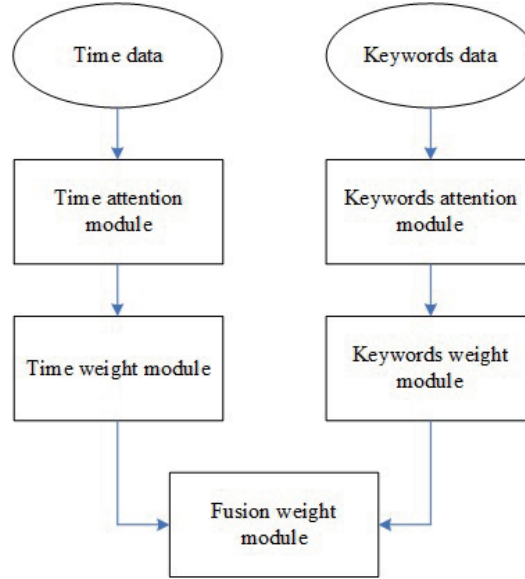 Time data
Keywords data
Time attention
module
Keywords attention
module
Time weight module
Keywords weight
module
Fusion weight
module